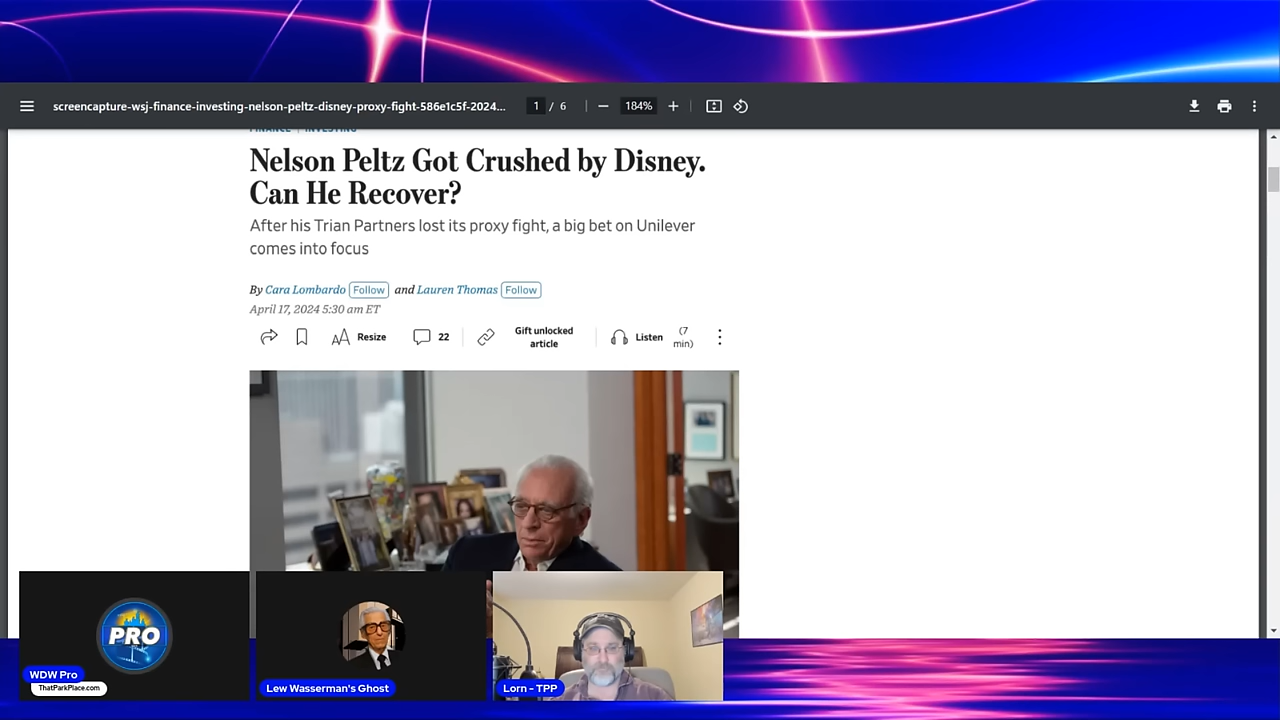 screencapture-wsj-finance-investing-nelson-peltz-disney-proxy-fight-586e1c5f-2024...
1 / 6
184%
FINANCE | INVESTING
Nelson Peltz Got Crushed by Disney.
Can He Recover?
After his Trian Partners lost its proxy fight, a big bet on Unilever
comes into focus
By Cara Lombardo Follow and Lauren Thomas Follow
April 17, 2024 5:30 am ET
AA Resize 22 Gift unlocked article Listen (7 min)
PRO
WDW Pro
ThatParkPlace.com
Lew Wasserman's Ghost
Lorn - TPP